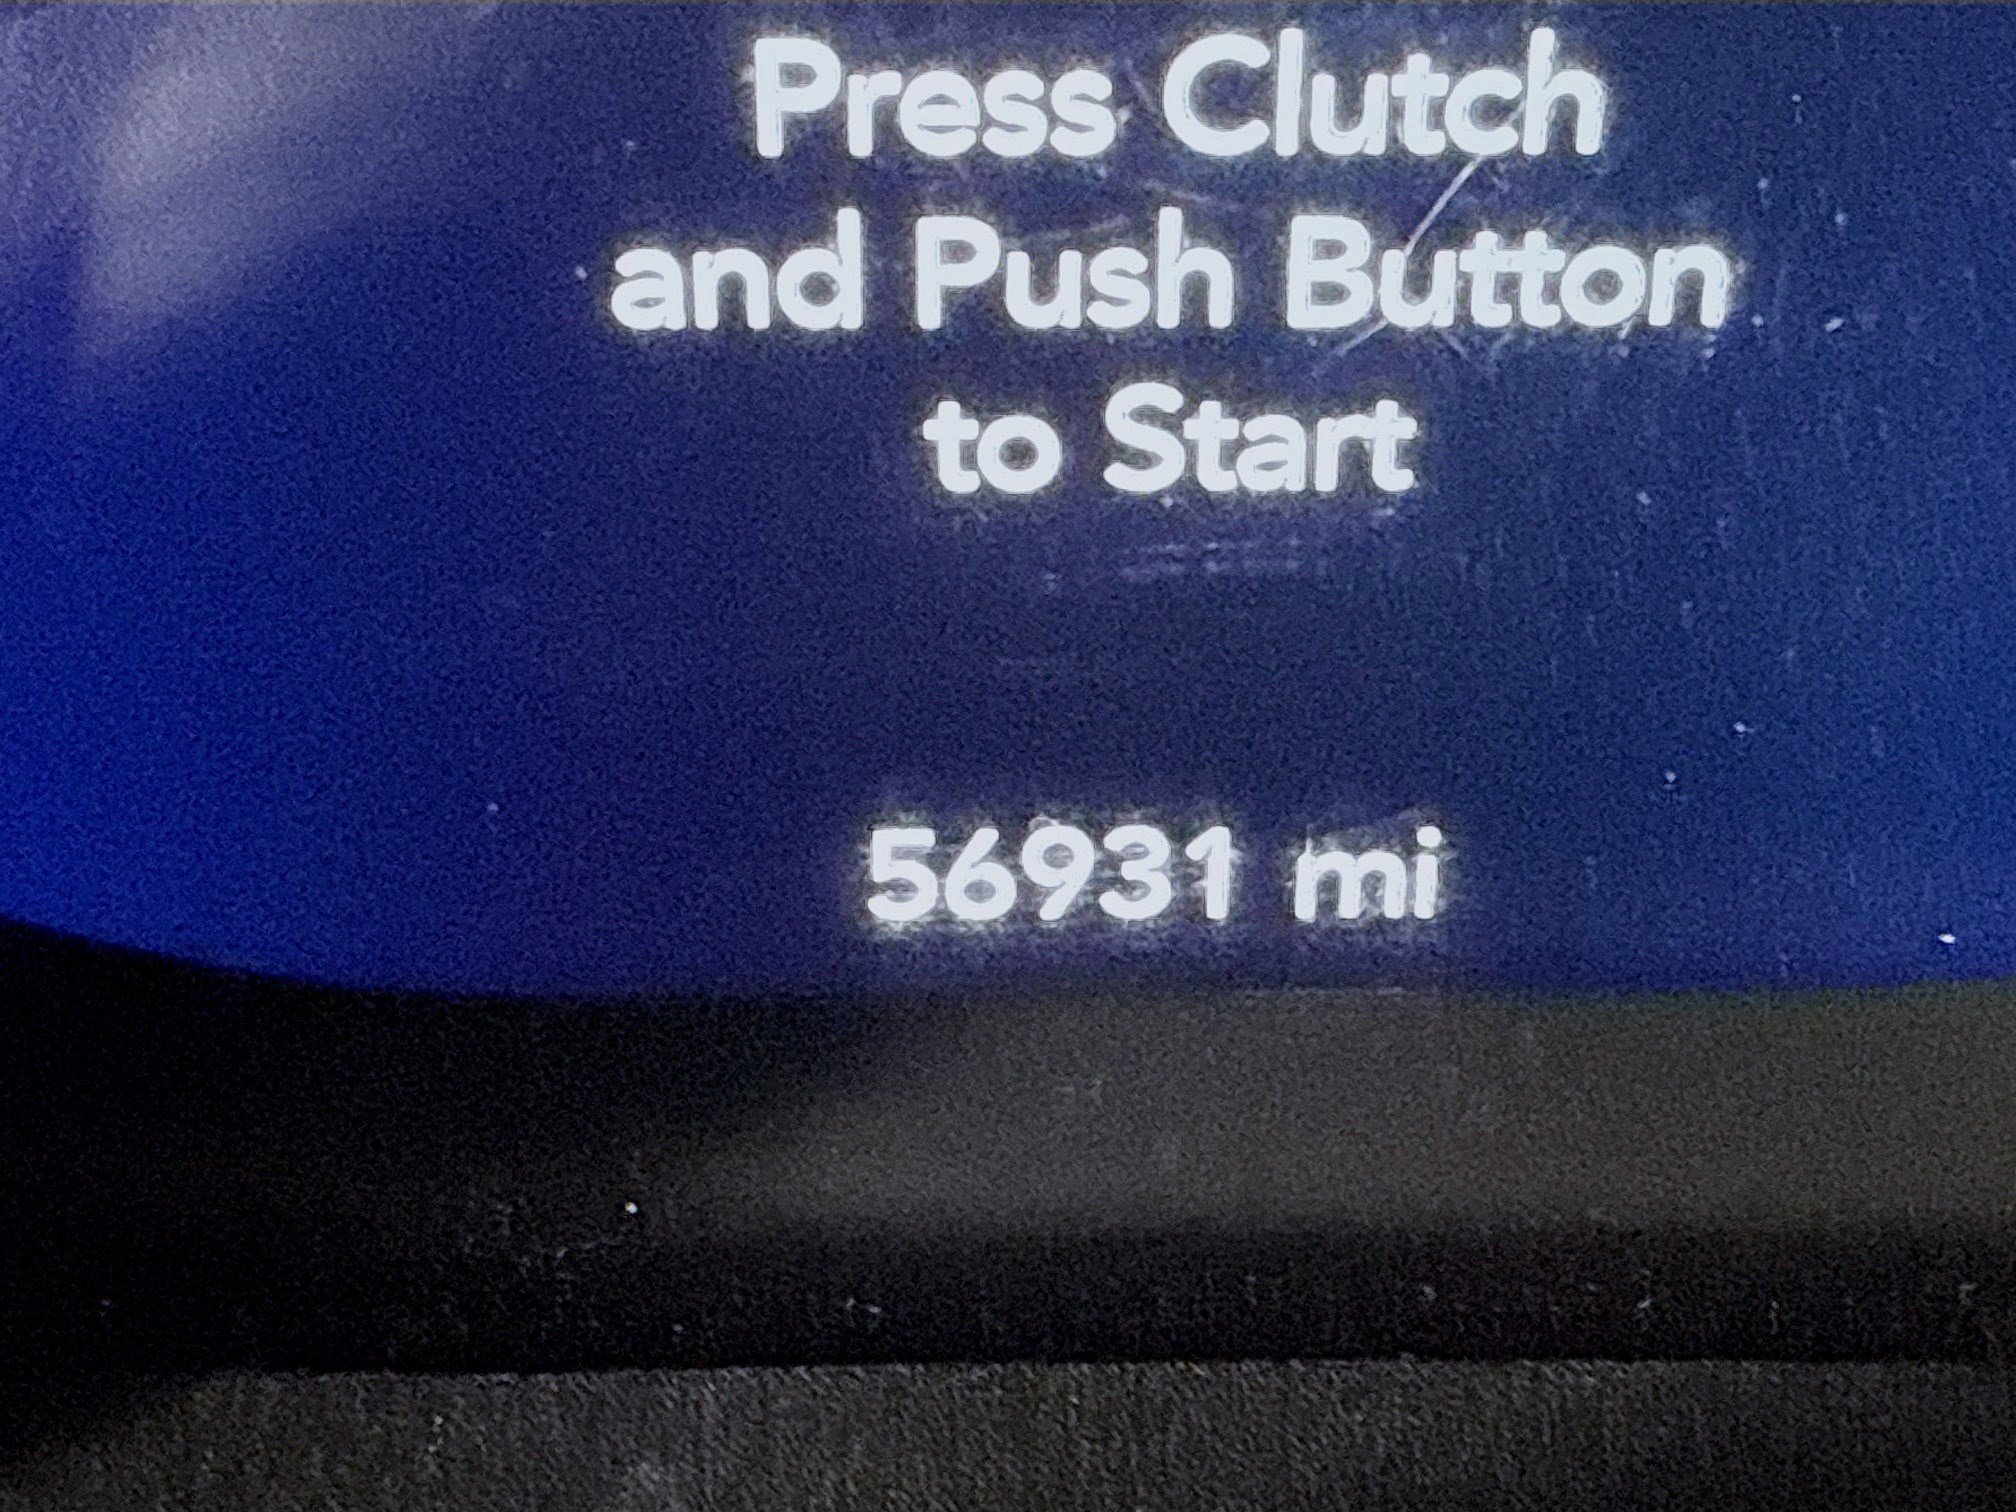 Press Clutch
and Push Button
to Start
56931 mi